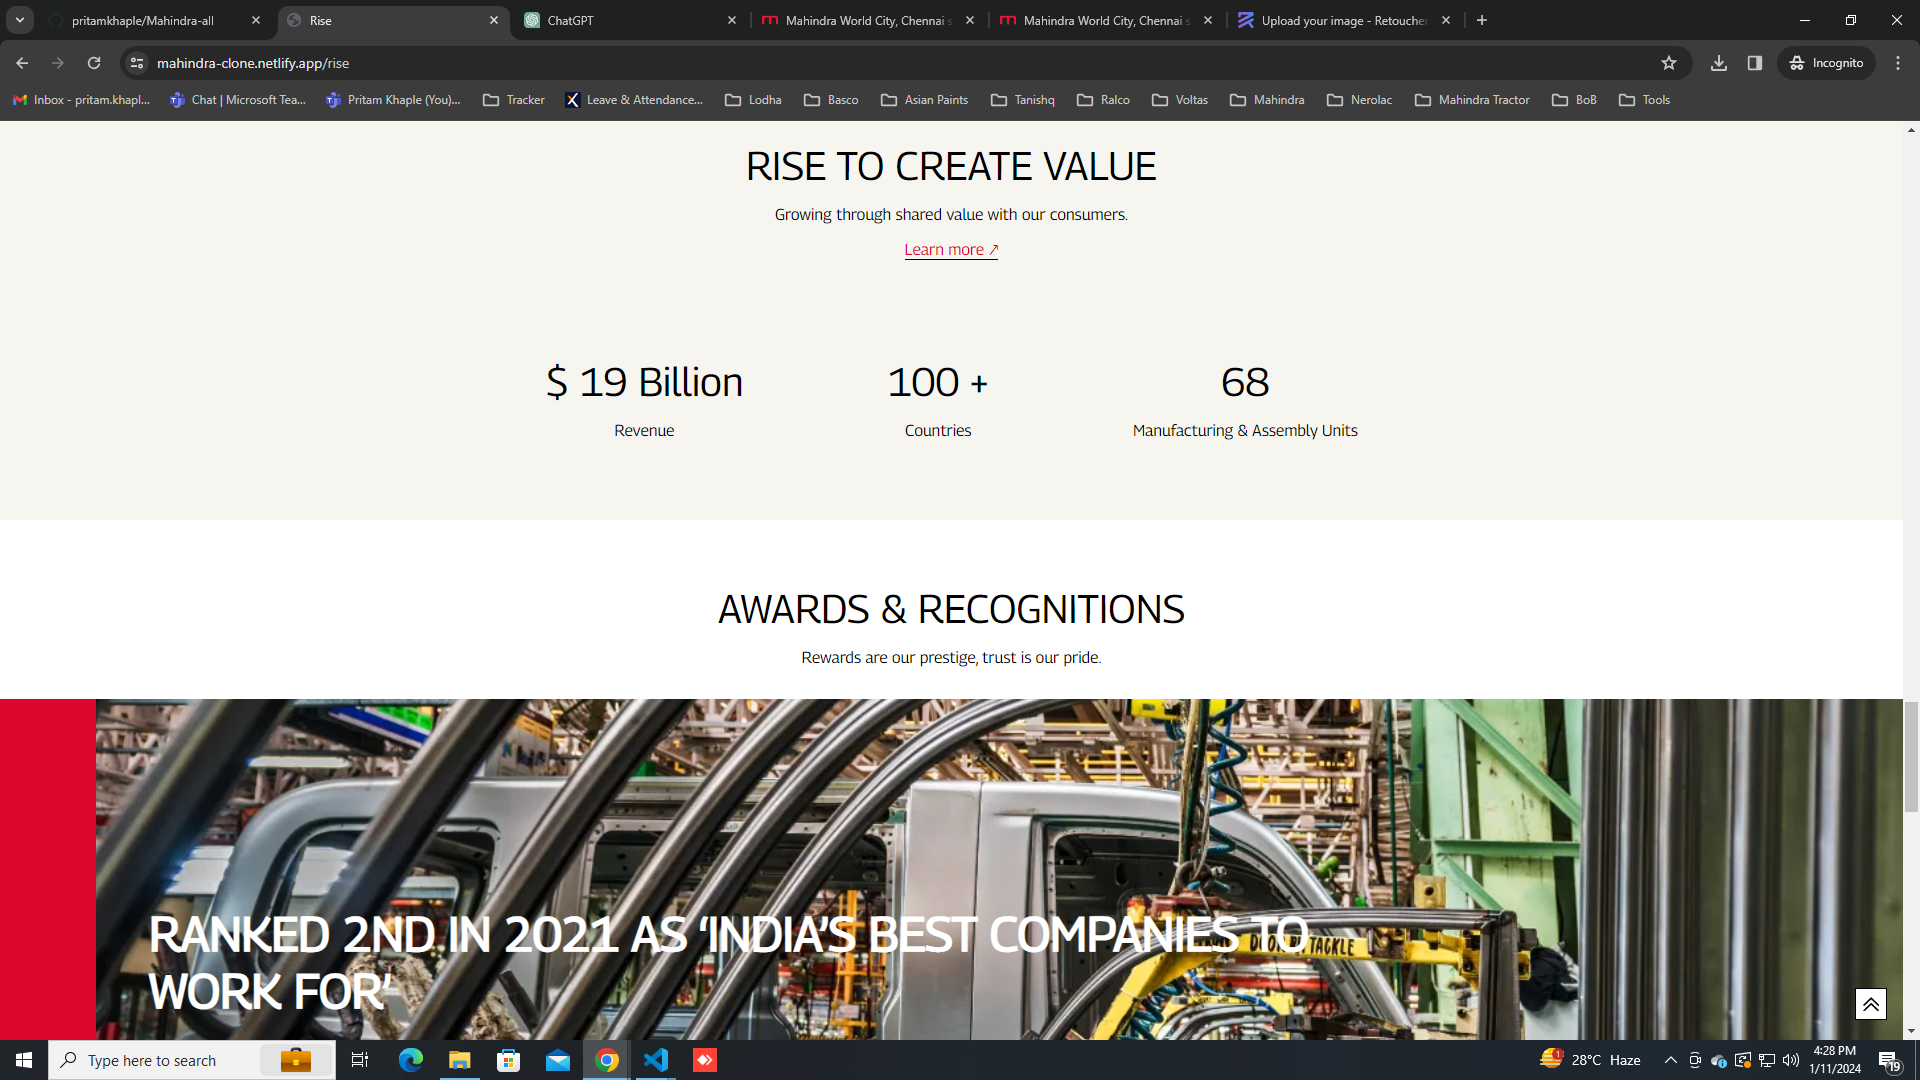 pritamkhaple/Mahindra-all
Rise
ChatGPT
Mahindra World City, Chennai
Mahindra World City, Chennai
Upload your image - Retoucher
mahindra-clone.netlify.app/rise
Incognito
Inbox - pritam.khapl...
Chat | Microsoft Tea...
Pritam Khaple (You)...
Tracker
Leave & Attendance...
Lodha
Basco
Asian Paints
Tanishq
Ralco
Voltas
Mahindra
Nerolac
Mahindra Tractor
BoB
Tools
RISE TO CREATE VALUE
Growing through shared value with our consumers.
Learn more ↗
$ 19 Billion
100 +
68
Revenue
Countries
Manufacturing & Assembly Units
AWARDS & RECOGNITIONS
Rewards are our prestige, trust is our pride.
RANKED 2ND IN 2021 AS ‘INDIA’S BEST COMPANIES TO
WORK FOR’
TACKLE
Type here to search
28°C Haze
4:28 PM
1/11/2024
19